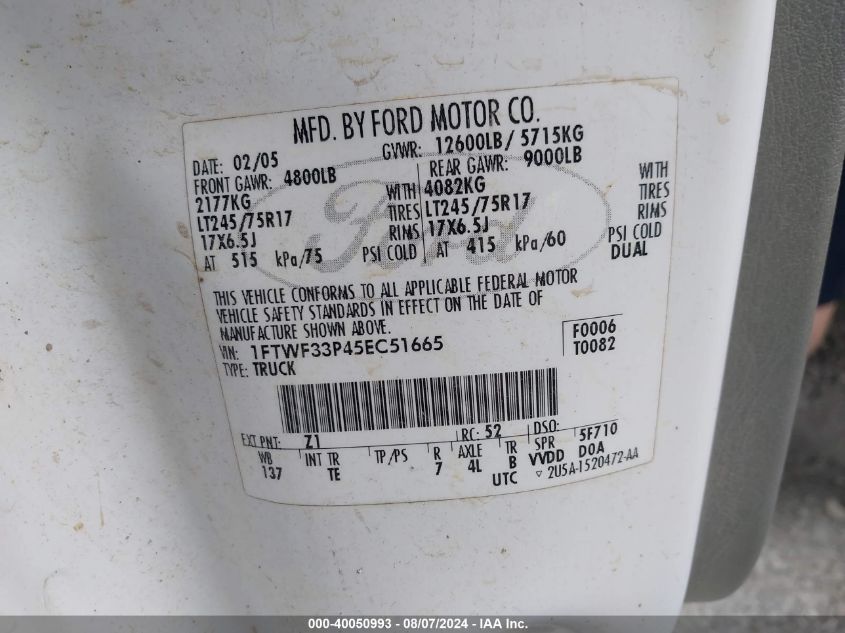 MFD. BY FORD MOTOR CO.
DATE: 02/05 GVWR: 12600LB/ 5715KG
FRONT GAWR: 4800LB REAR GAWR: 9000LB
2177KG WITH 4082KG WITH
LT245/75R17 TIRES LT245/75R17 TIRES
17X6.5J RIMS 17X6.5J RIMS
AT 515 kPa/75 PSI COLD AT 415 kPa/60 PSI COLD
DUAL
Ford
THIS VEHICLE CONFORMS TO ALL APPLICABLE FEDERAL MOTOR
VEHICLE SAFETY STANDARDS IN EFFECT ON THE DATE OF
MANUFACTURE SHOWN ABOVE.
VIN: 1FTWF33P45EC51665 F0006
TYPE: TRUCK T0082
EXT PNT: Z1 RC: 52 DSO:
WB INT TR TP/PS R AXLE TR SPR 5F710
137 TE 7 4L B VVDD DOA
UTC ▽ 2U5A-1520472-AA
000-40050993 - 08/07/2024 - IAA Inc.